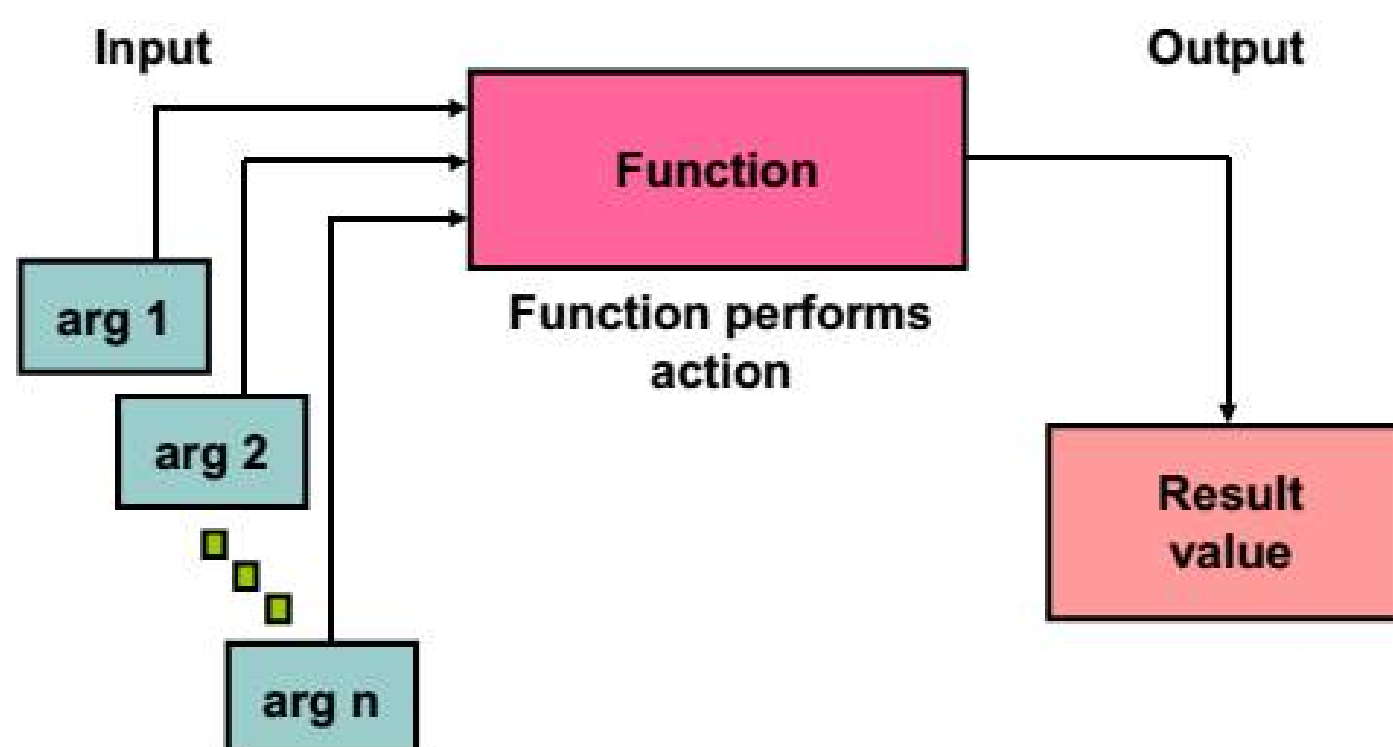 Input
Output
Function
Function performs
action
arg 1
arg 2
arg n
Result
value